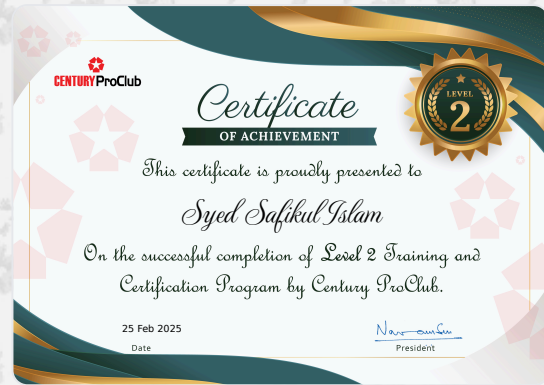 CENTURY ProClub
LEVEL
2
Certificate
OF ACHIEVEMENT
This certificate is proudly presented to
Syed Safikul Islam
On the successful completion of Level 2 Training and
Certification Program by Century ProClub.
25 Feb 2025
Date
President